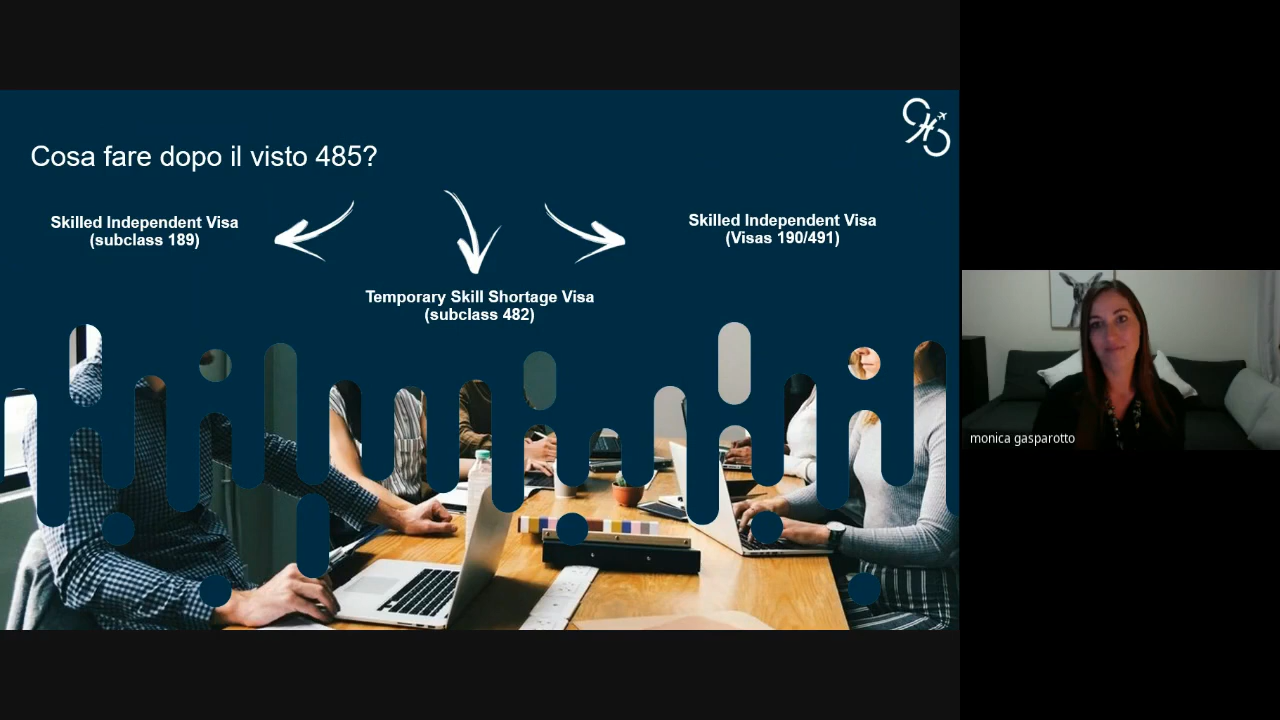 Cosa fare dopo il visto 485?
Skilled Independent Visa
(subclass 189)
Temporary Skill Shortage Visa
(subclass 482)
Skilled Independent Visa
(Visas 190/491)
monica gasparotto